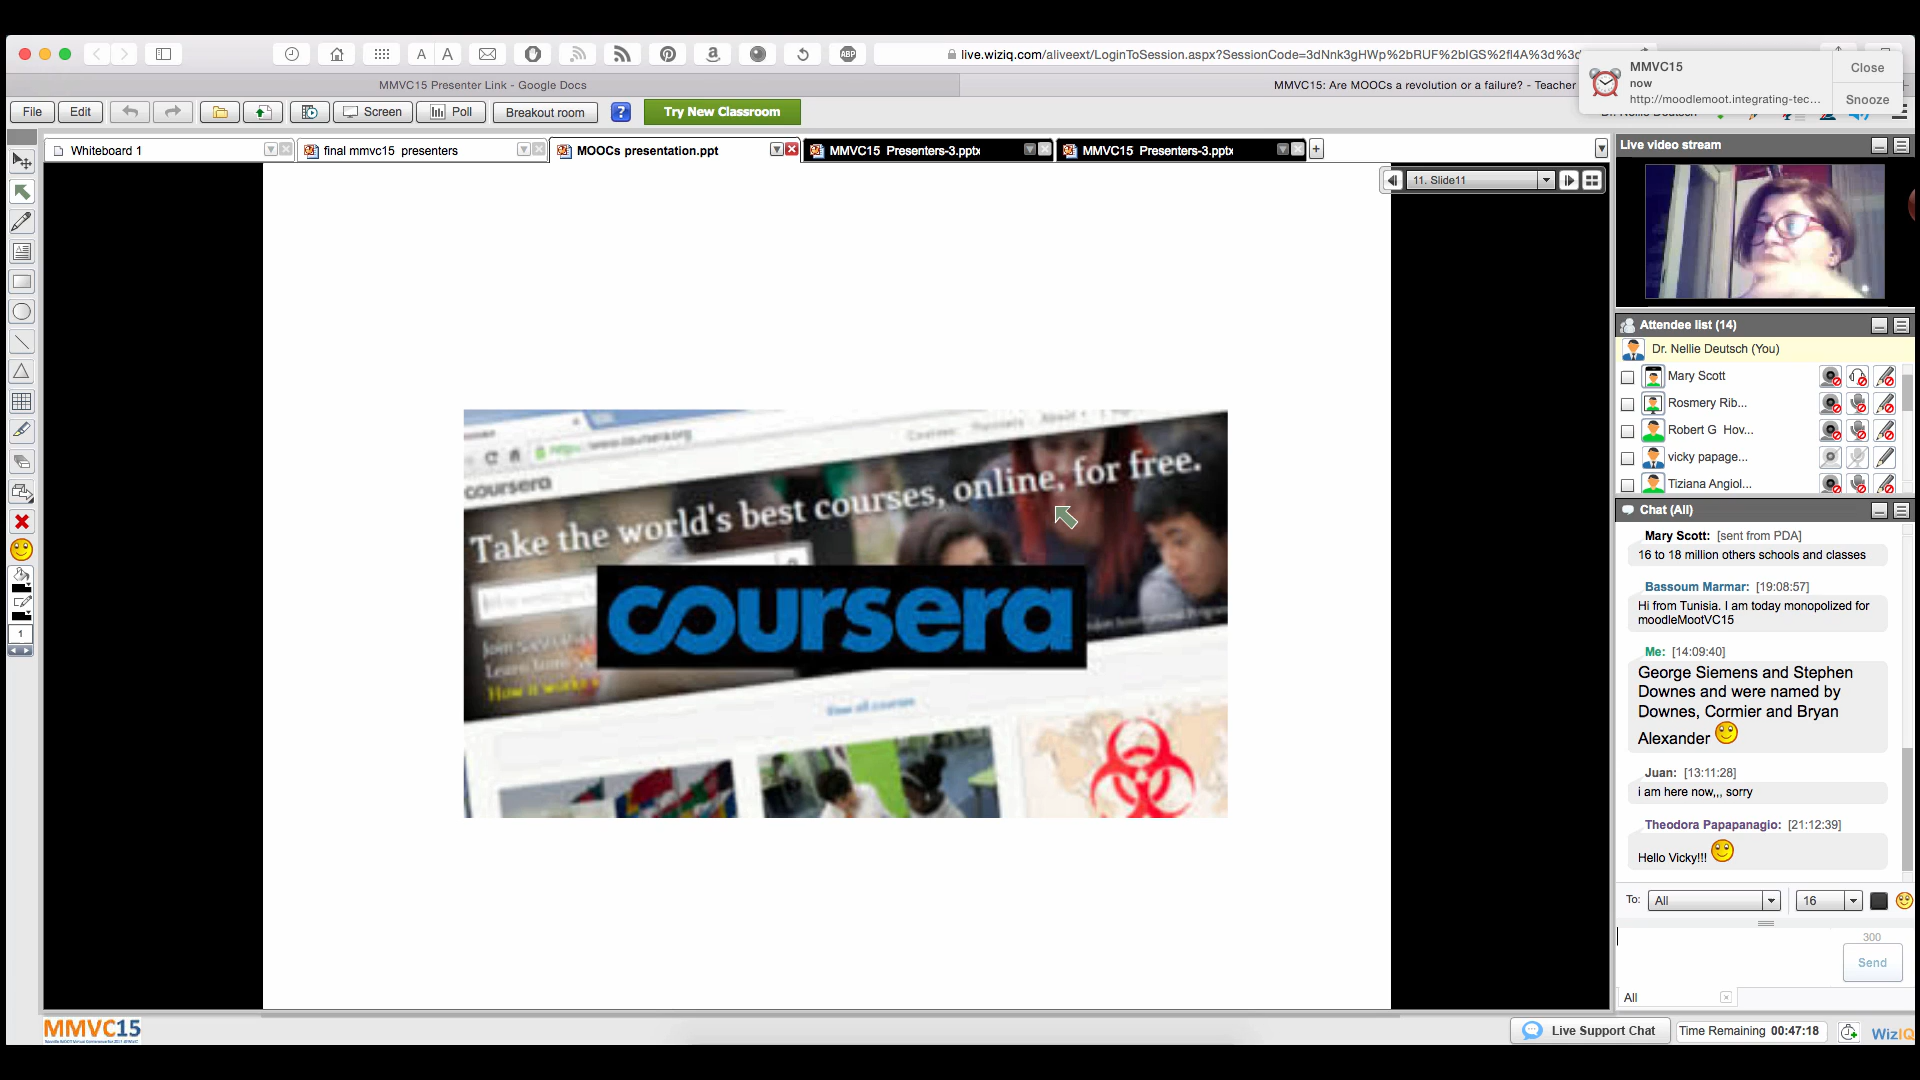 live.wiziq.com/aliveext/LoginToSession.aspx?SessionCode=3dNnk3gHWp%2bRUF%2bIGS%2fl4A%3d%3d
MMVC15
now
http://moodlemoot.integrating-tec...
Close
Snooze
MMVC15 Presenter Link - Google Docs
MMVC15: Are MOOCs a revolution or a failure? - Teacher
File
Edit
Screen
Poll
Breakout room
?
Try New Classroom
Whiteboard 1
final mmvc15 presenters
MOOCs presentation.ppt
MMVC15 Presenters-3.pptx
MMVC15 Presenters-3.pptx
11. Slide11
coursera
Take the world's best courses, online, for free.
coursera
How it works
View all courses
Live video stream
Attendee list (14)
Dr. Nellie Deutsch (You)
Mary Scott
Rosmery Rib...
Robert G Hov...
vicky papage...
Tiziana Angiol...
Chat (All)
Mary Scott: [sent from PDA]
16 to 18 million others schools and classes
Bassoum Marmar: [19:08:57]
Hi from Tunisia. I am today monopolized for
moodleMootVC15
Me: [14:09:40]
George Siemens and Stephen
Downes and were named by
Downes, Cormier and Bryan
Alexander
Juan: [13:11:28]
i am here now,,, sorry
Theodora Papapanagio: [21:12:39]
Hello Vicky!!!
To: All 16
300
Send
All
1
MMVC15
Live Support Chat
Time Remaining 00:47:18
WizIQ